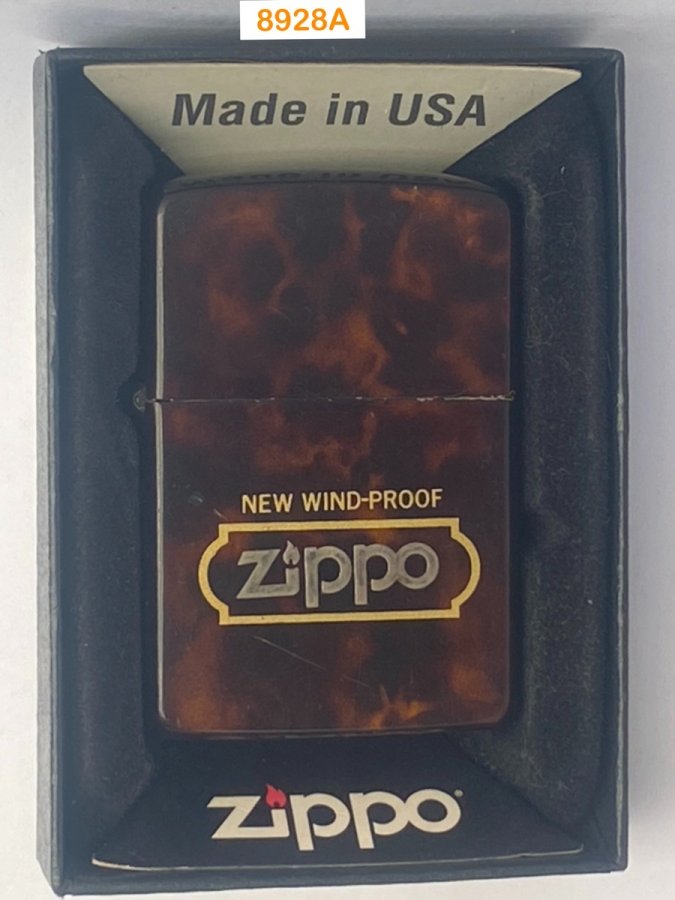 8928A
Made in USA
NEW WIND-PROOF
zippo
zippo®